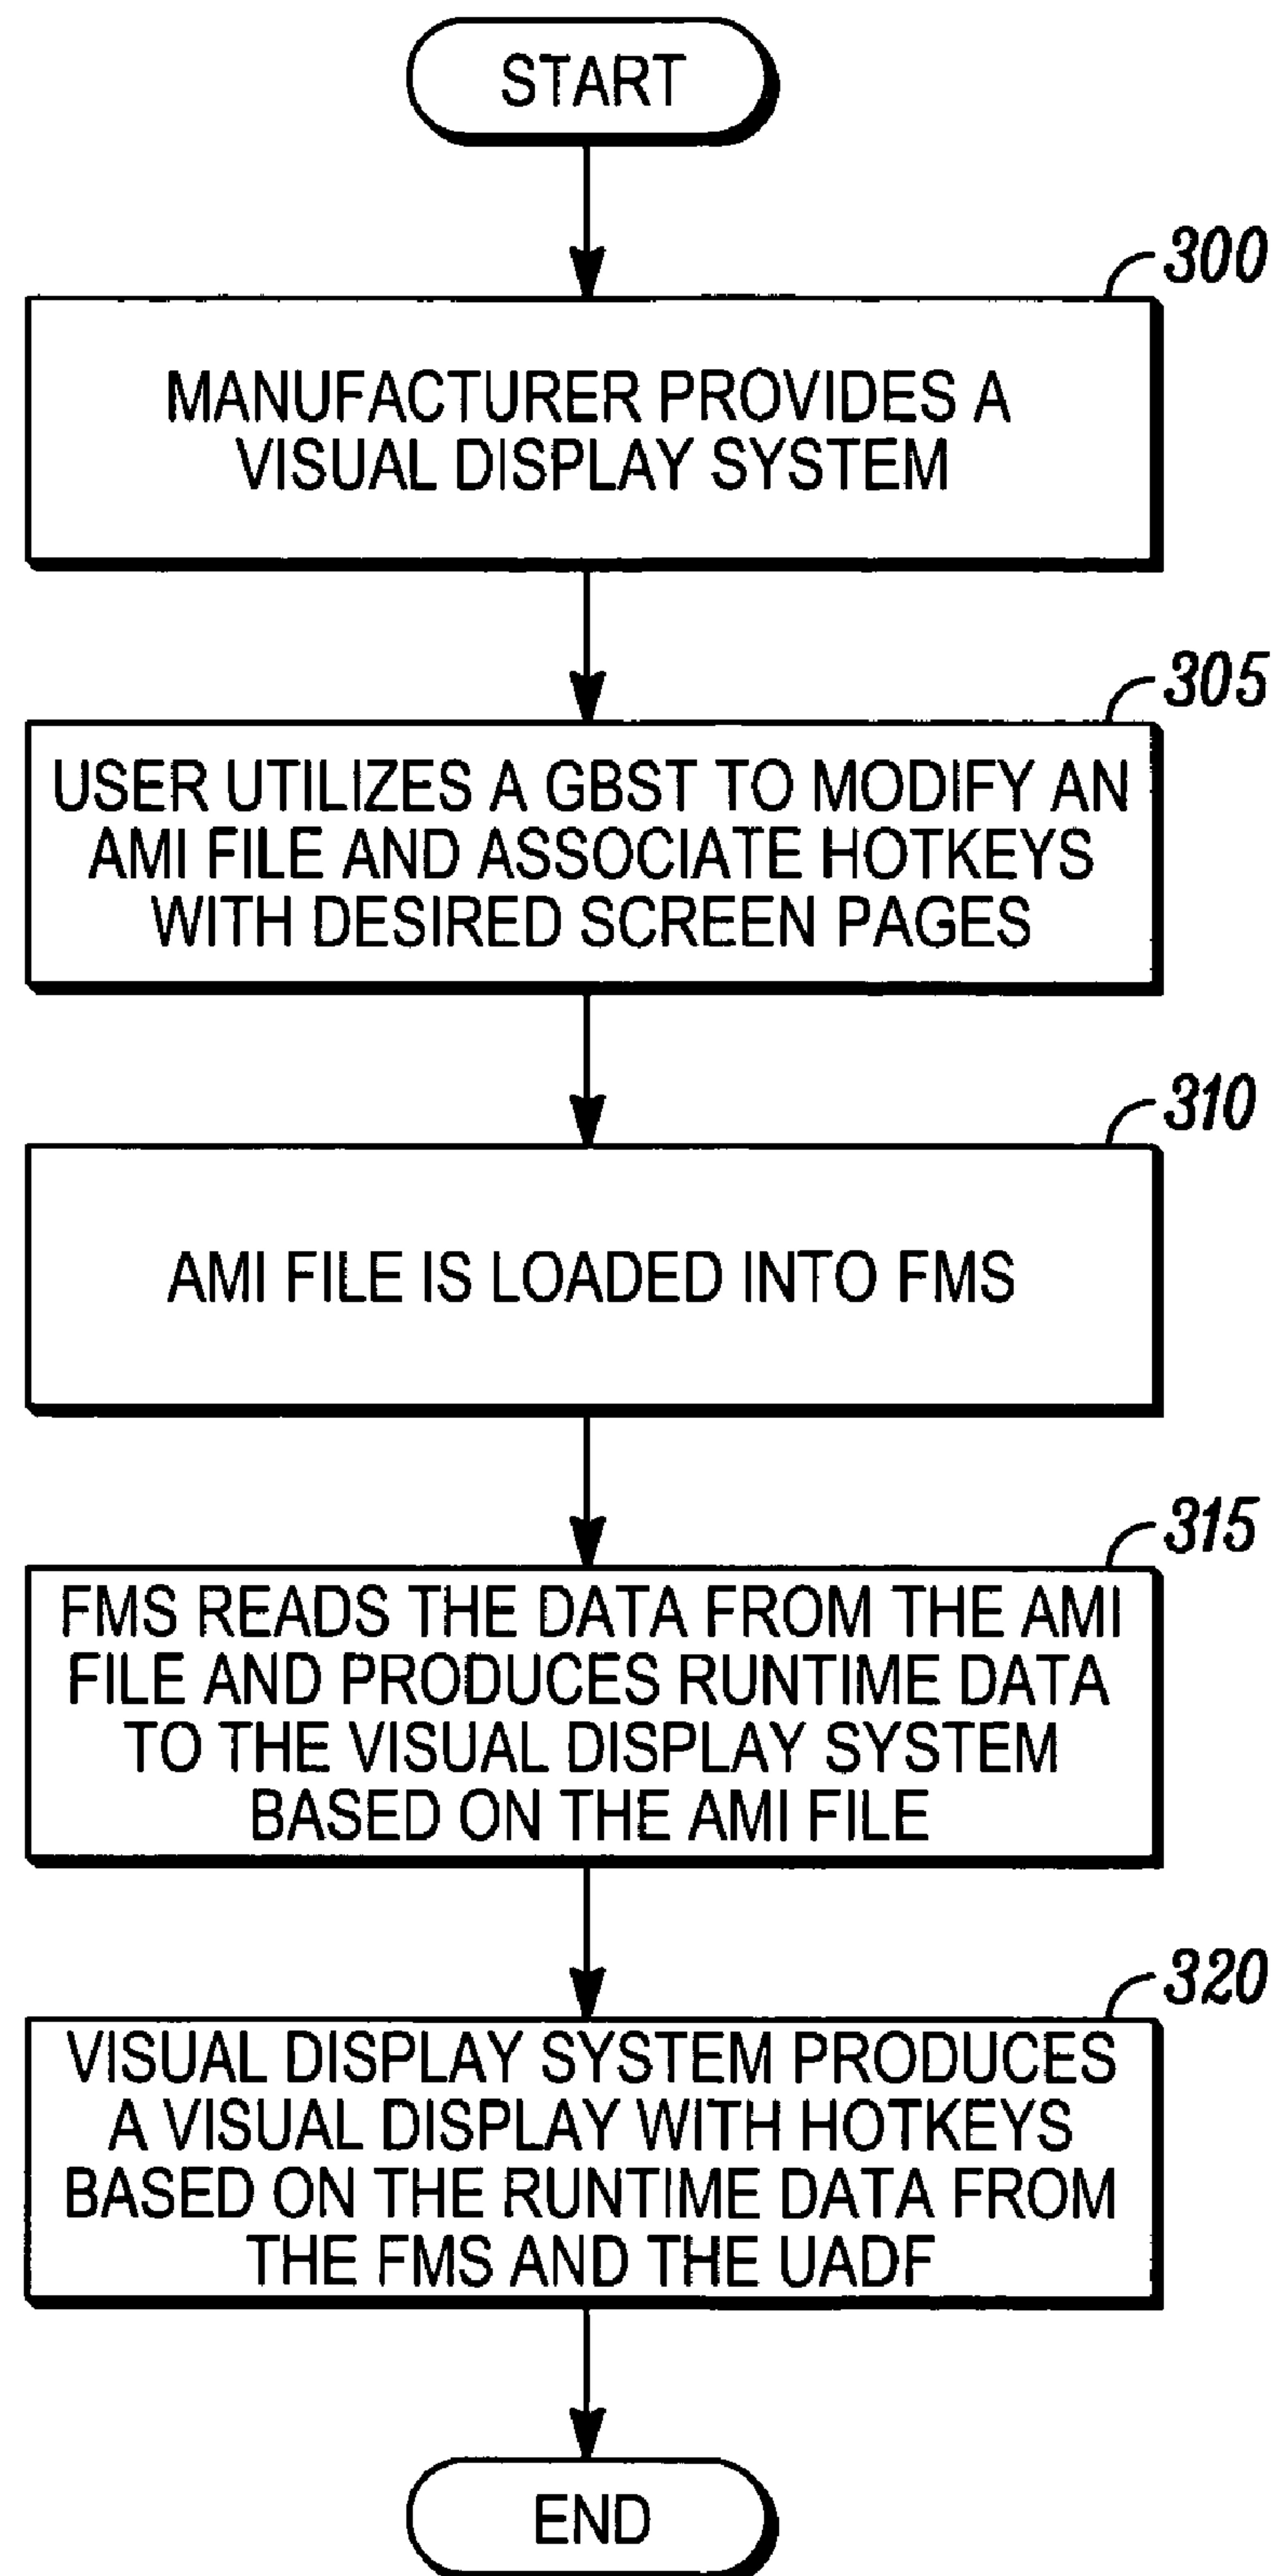 START
300
MANUFACTURER PROVIDES A
VISUAL DISPLAY SYSTEM
305
USER UTILIZES A GBST TO MODIFY AN
AMI FILE AND ASSOCIATE HOTKEYS
WITH DESIRED SCREEN PAGES
310
AMI FILE IS LOADED INTO FMS
315
FMS READS THE DATA FROM THE AMI
FILE AND PRODUCES RUNTIME DATA
TO THE VISUAL DISPLAY SYSTEM
BASED ON THE AMI FILE
320
VISUAL DISPLAY SYSTEM PRODUCES
A VISUAL DISPLAY WITH HOTKEYS
BASED ON THE RUNTIME DATA FROM
THE FMS AND THE UADF
END